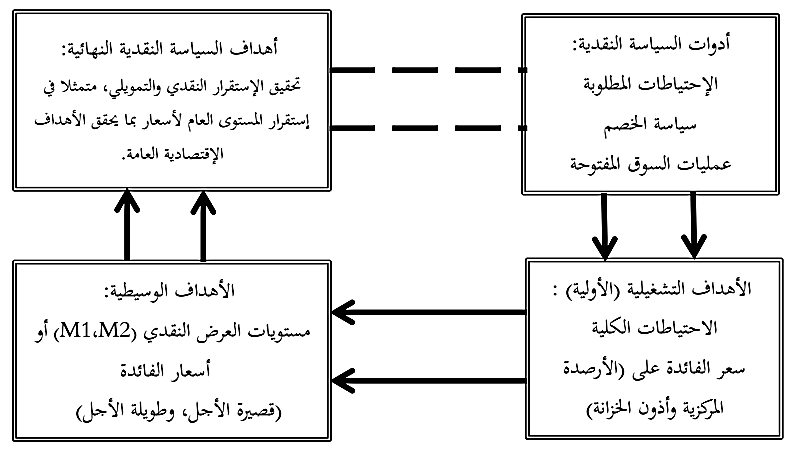 أدوات السياسة النقدية:
الإحتياطات المطلوبة
سياسة الخصم
عمليات السوق المفتوحة
أهداف السياسة النقدية النهائية:
تحقيق الإستقرار النقدي والتمويلي، متمثلا في
إستقرار المستوى العام لأسعار بما يحقق الأهداف
الإقتصادية العامة.
الأهداف التشغيلية (الأولية) :
الاحتياطات الكلية
سعر الفائدة على (الأرصدة
المركزية وأذون الخزانة)
الأهداف الوسيطية:
مستويات العرض النقدي (M1،M2) أو
أسعار الفائدة
(قصيرة الأجل، وطويلة الأجل)